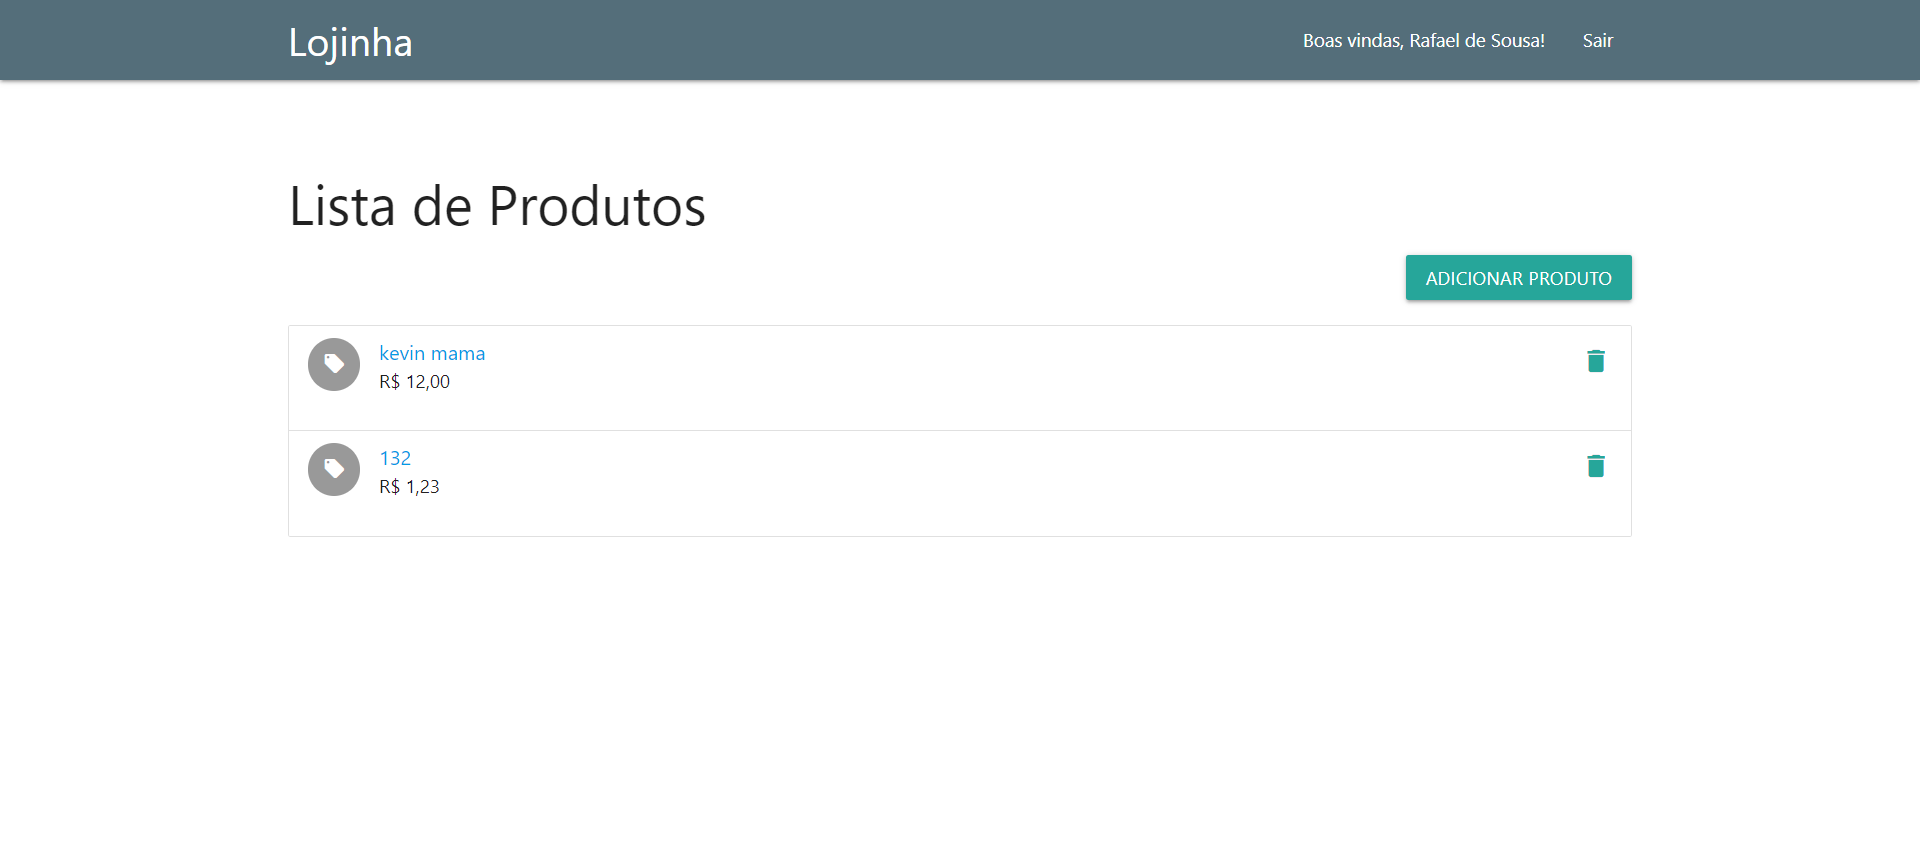 Lojinha
Boas vindas, Rafael de Sousa!
Sair
Lista de Produtos
ADICIONAR PRODUTO
kevin mama
R$ 12,00
132
R$ 1,23